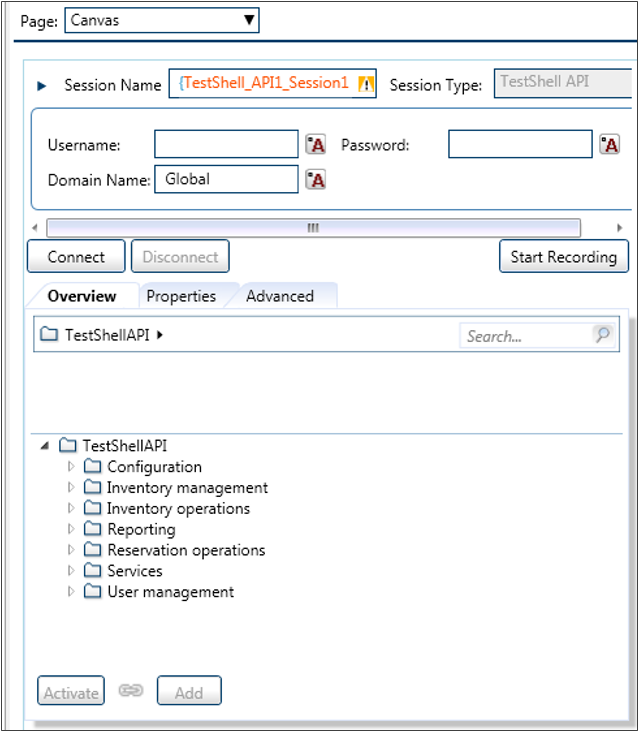 Page: Canvas
Session Name {TestShell_API1_Session1 Session Type: TestShell API
Username: "A Password: "A
Domain Name: Global "A
Connect Disconnect Start Recording
Overview Properties Advanced
TestShellAPI Search...
TestShellAPI
Configuration
Inventory management
Inventory operations
Reporting
Reservation operations
Services
User management
Activate Add